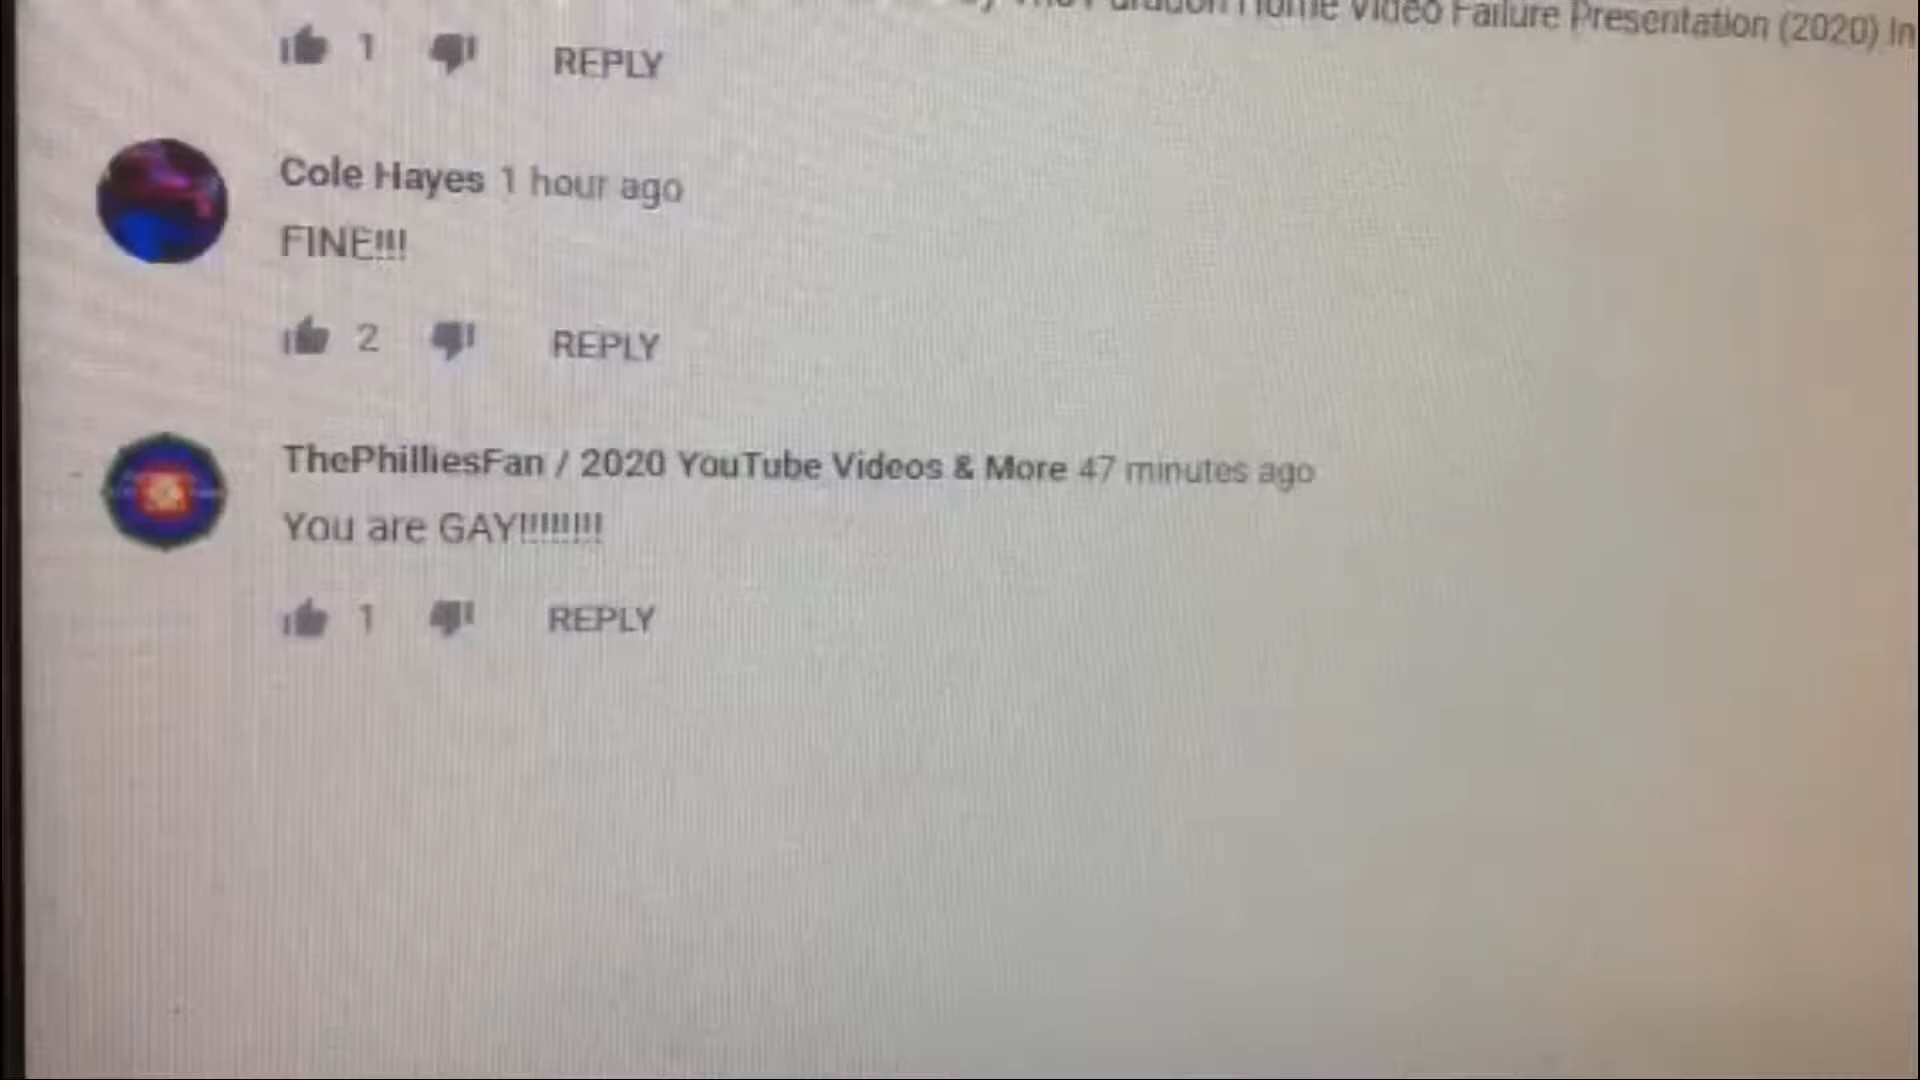 Home Video Failure Presentation (2020) In
1 REPLY
Cole Hayes 1 hour ago
FINE!!!!
2 REPLY
ThePhilliesFan / 2020 YouTube Videos & More 47 minutes ago
You are GAY!!!!!!!!!
1 REPLY